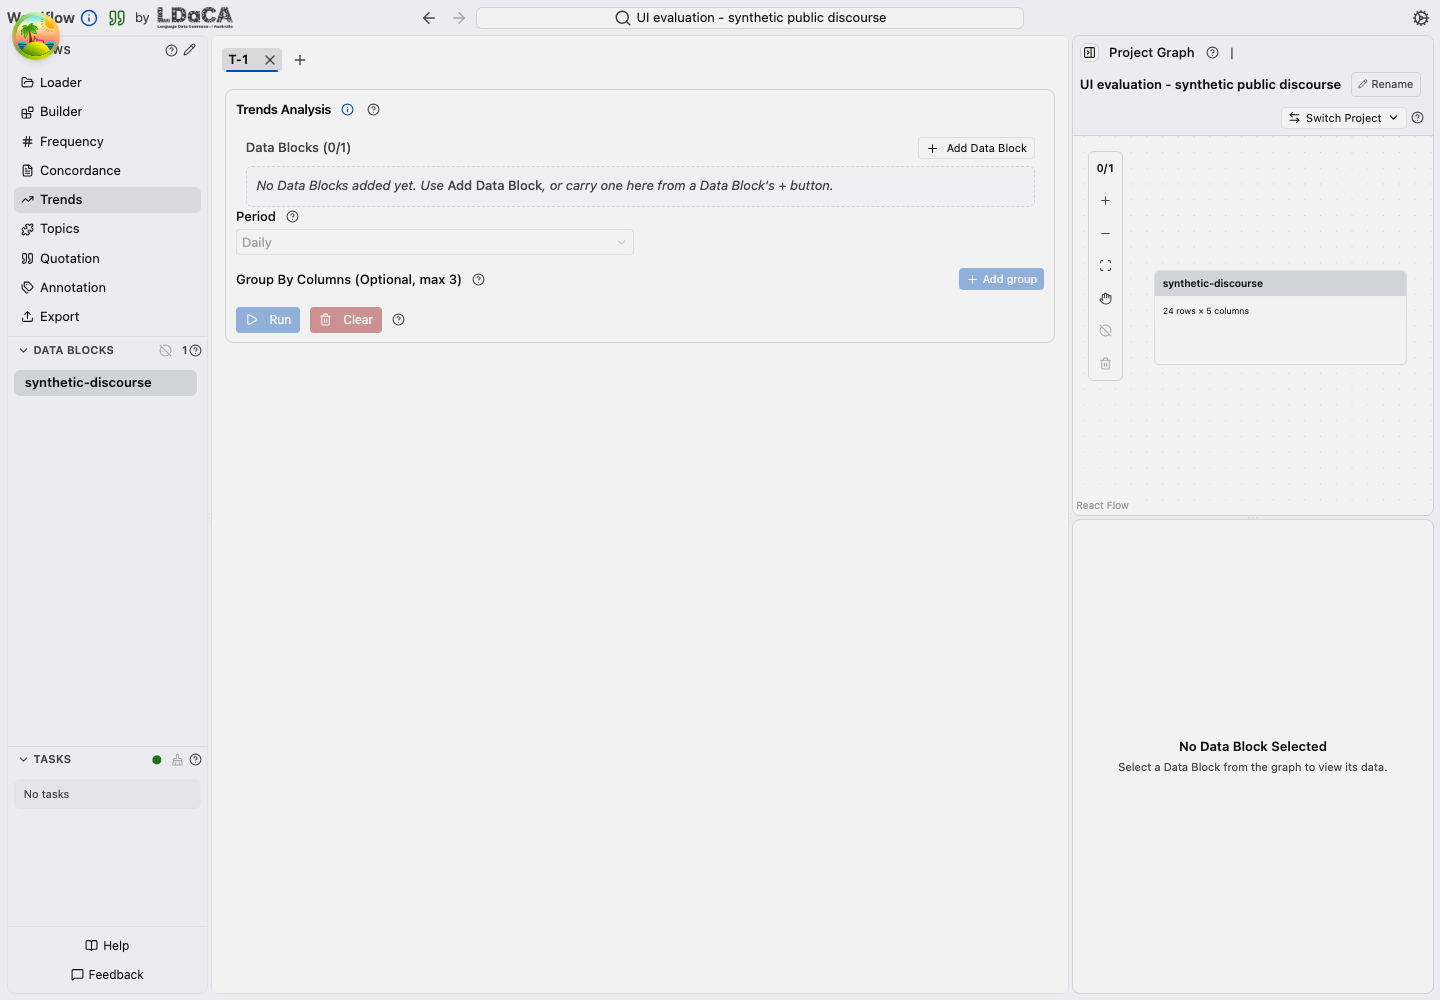 by LDaCA
UI evaluation - synthetic public discourse
Loader
Builder
Frequency
Concordance
Trends
Topics
Quotation
Annotation
Export
DATA BLOCKS 1
synthetic-discourse
TASKS
No tasks
Help
Feedback
T-1
Trends Analysis
Data Blocks (0/1)
Add Data Block
No Data Blocks added yet. Use Add Data Block, or carry one here from a Data Block's + button.
Period
Daily
Group By Columns (Optional, max 3)
Add group
Run Clear
Project Graph |
UI evaluation - synthetic public discourse Rename
Switch Project
0/1
synthetic-discourse
24 rows × 5 columns
React Flow
No Data Block Selected
Select a Data Block from the graph to view its data.